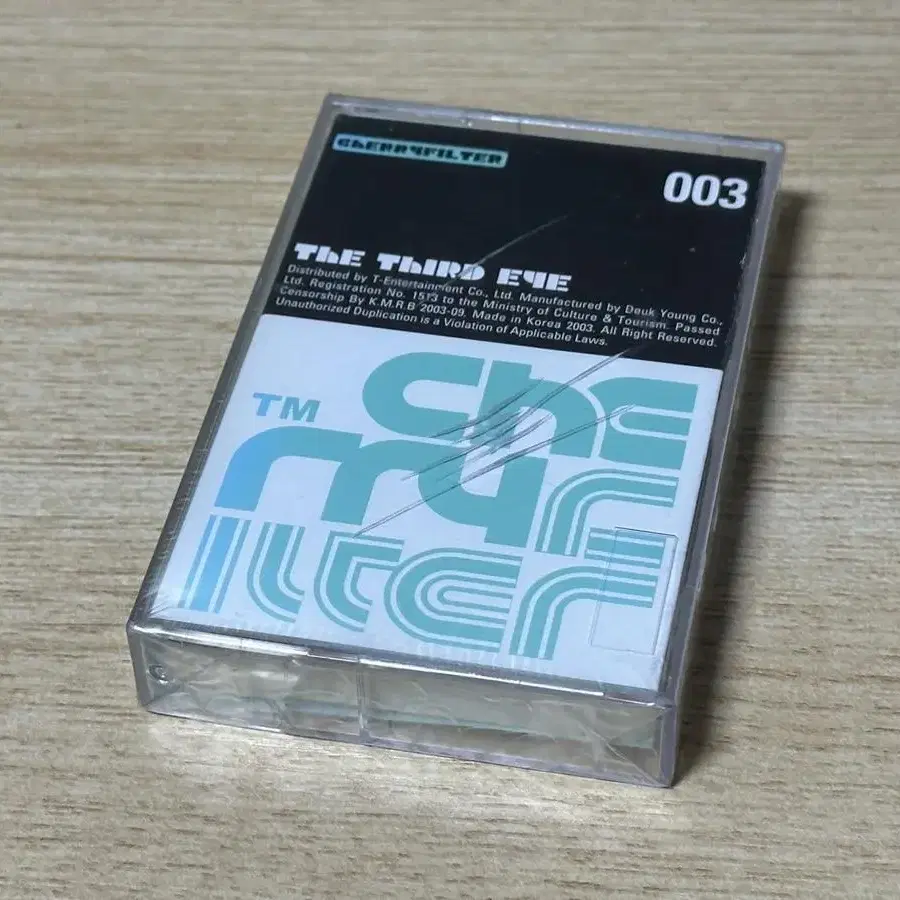 CHERRYFILTER
003
THE THIRD EYE
Distributed by T-Entertainment Co., Ltd. Manufactured by Deuk Young Co.,
Ltd. Registration No. 1513 to the Ministry of Culture & Tourism. Passed
Censorship By K.M.R.B 2003-09. Made in Korea 2003. All Right Reserved.
Unauthorized Duplication is a Violation of Applicable Laws.
che
TM
rryF
ilter